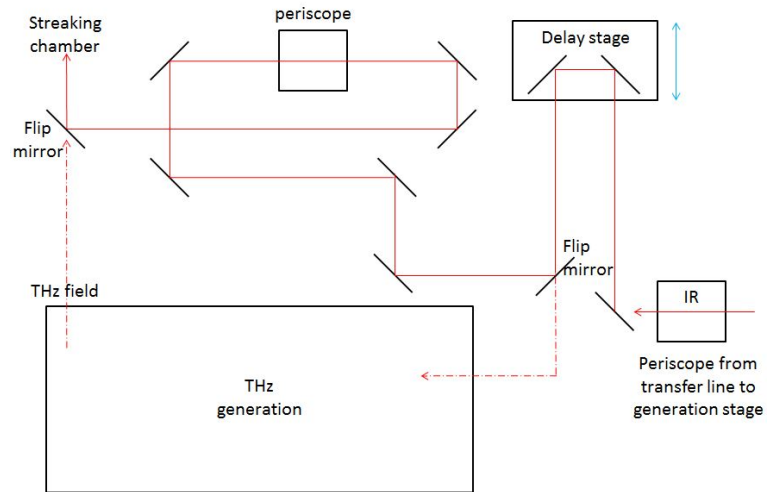 periscope
Streaking
chamber
Delay stage
Flip
mirror
Flip
mirror
THz field
IR
THz
generation
Periscope from
transfer line to
generation stage